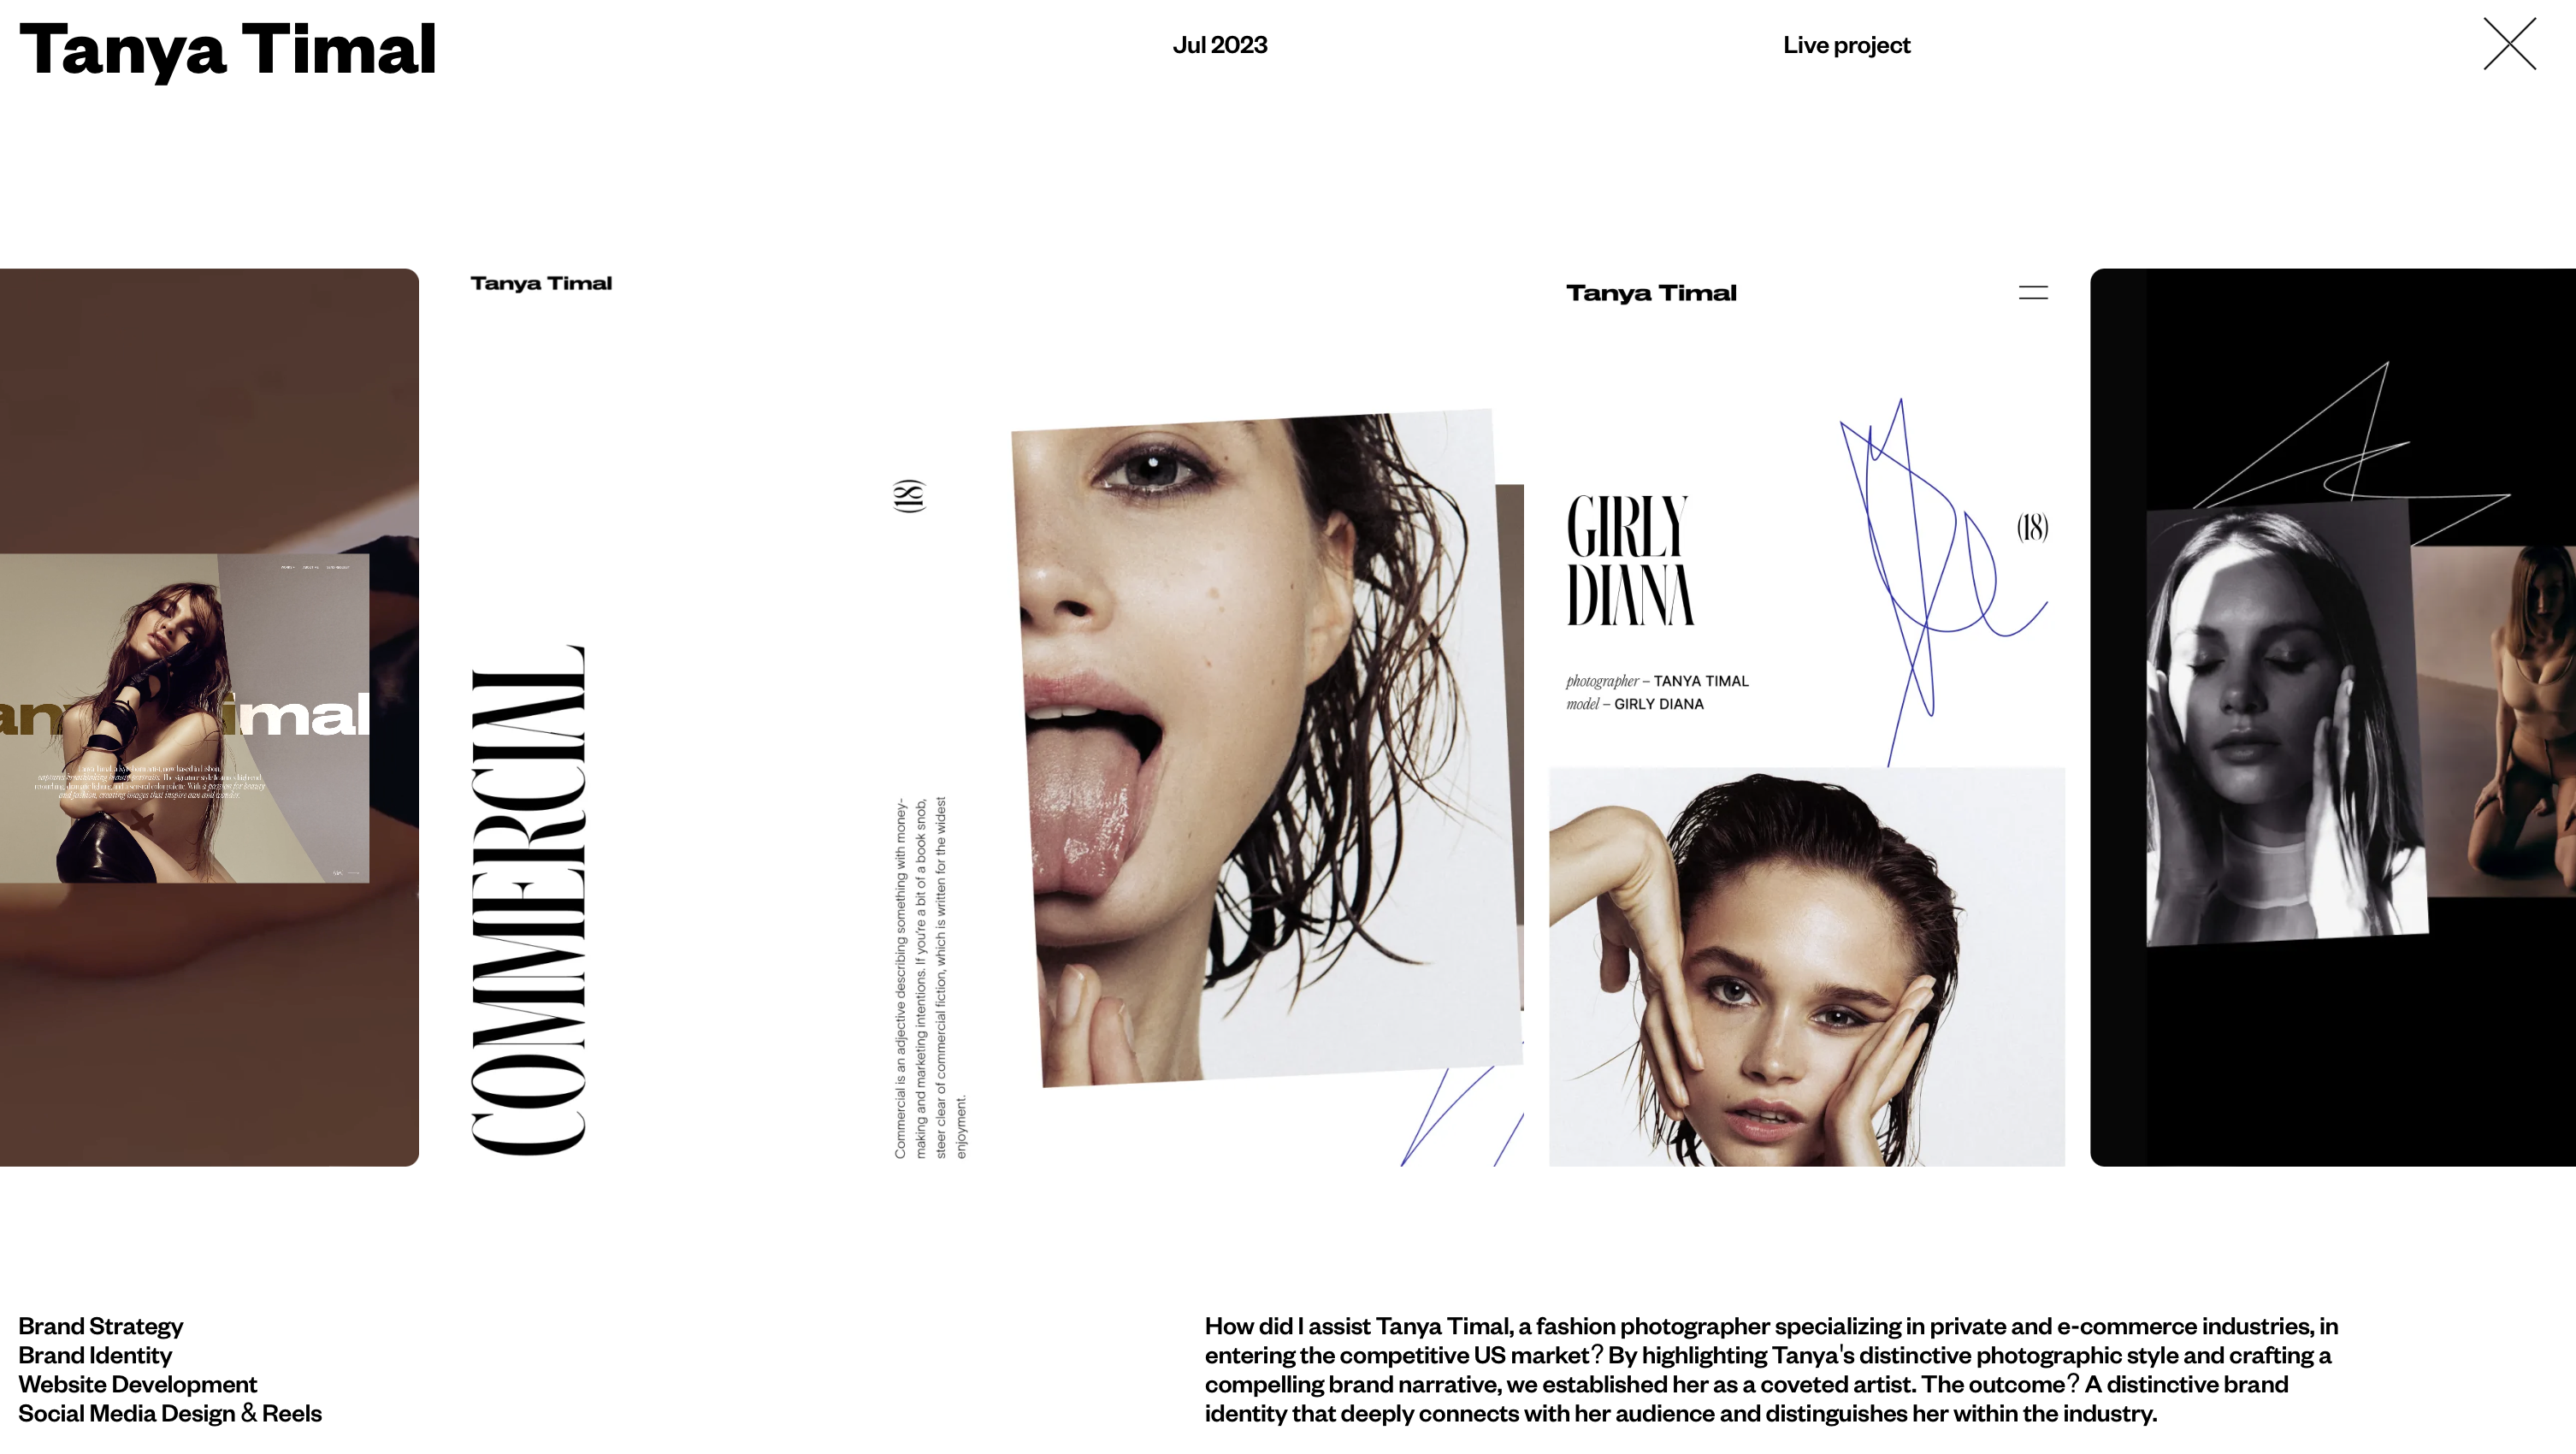 Tanya Timal
Jul 2023
Live project
imal
Tanya Timal
COMMERCIAL
(18)
Commercial is an adjective describing something with money-
making and marketing intentions. If you're a bit of a book snob,
steer clear of commercial fiction, which is written for the widest
enjoyment.
Tanya Timal
GIRLY
DIANA
(18)
photographer – TANYA TIMAL
model – GIRLY DIANA
Brand Strategy
Brand Identity
Website Development
Social Media Design & Reels
How did I assist Tanya Timal, a fashion photographer specializing in private and e-commerce industries, in
entering the competitive US market? By highlighting Tanya's distinctive photographic style and crafting a
compelling brand narrative, we established her as a coveted artist. The outcome? A distinctive brand
identity that deeply connects with her audience and distinguishes her within the industry.